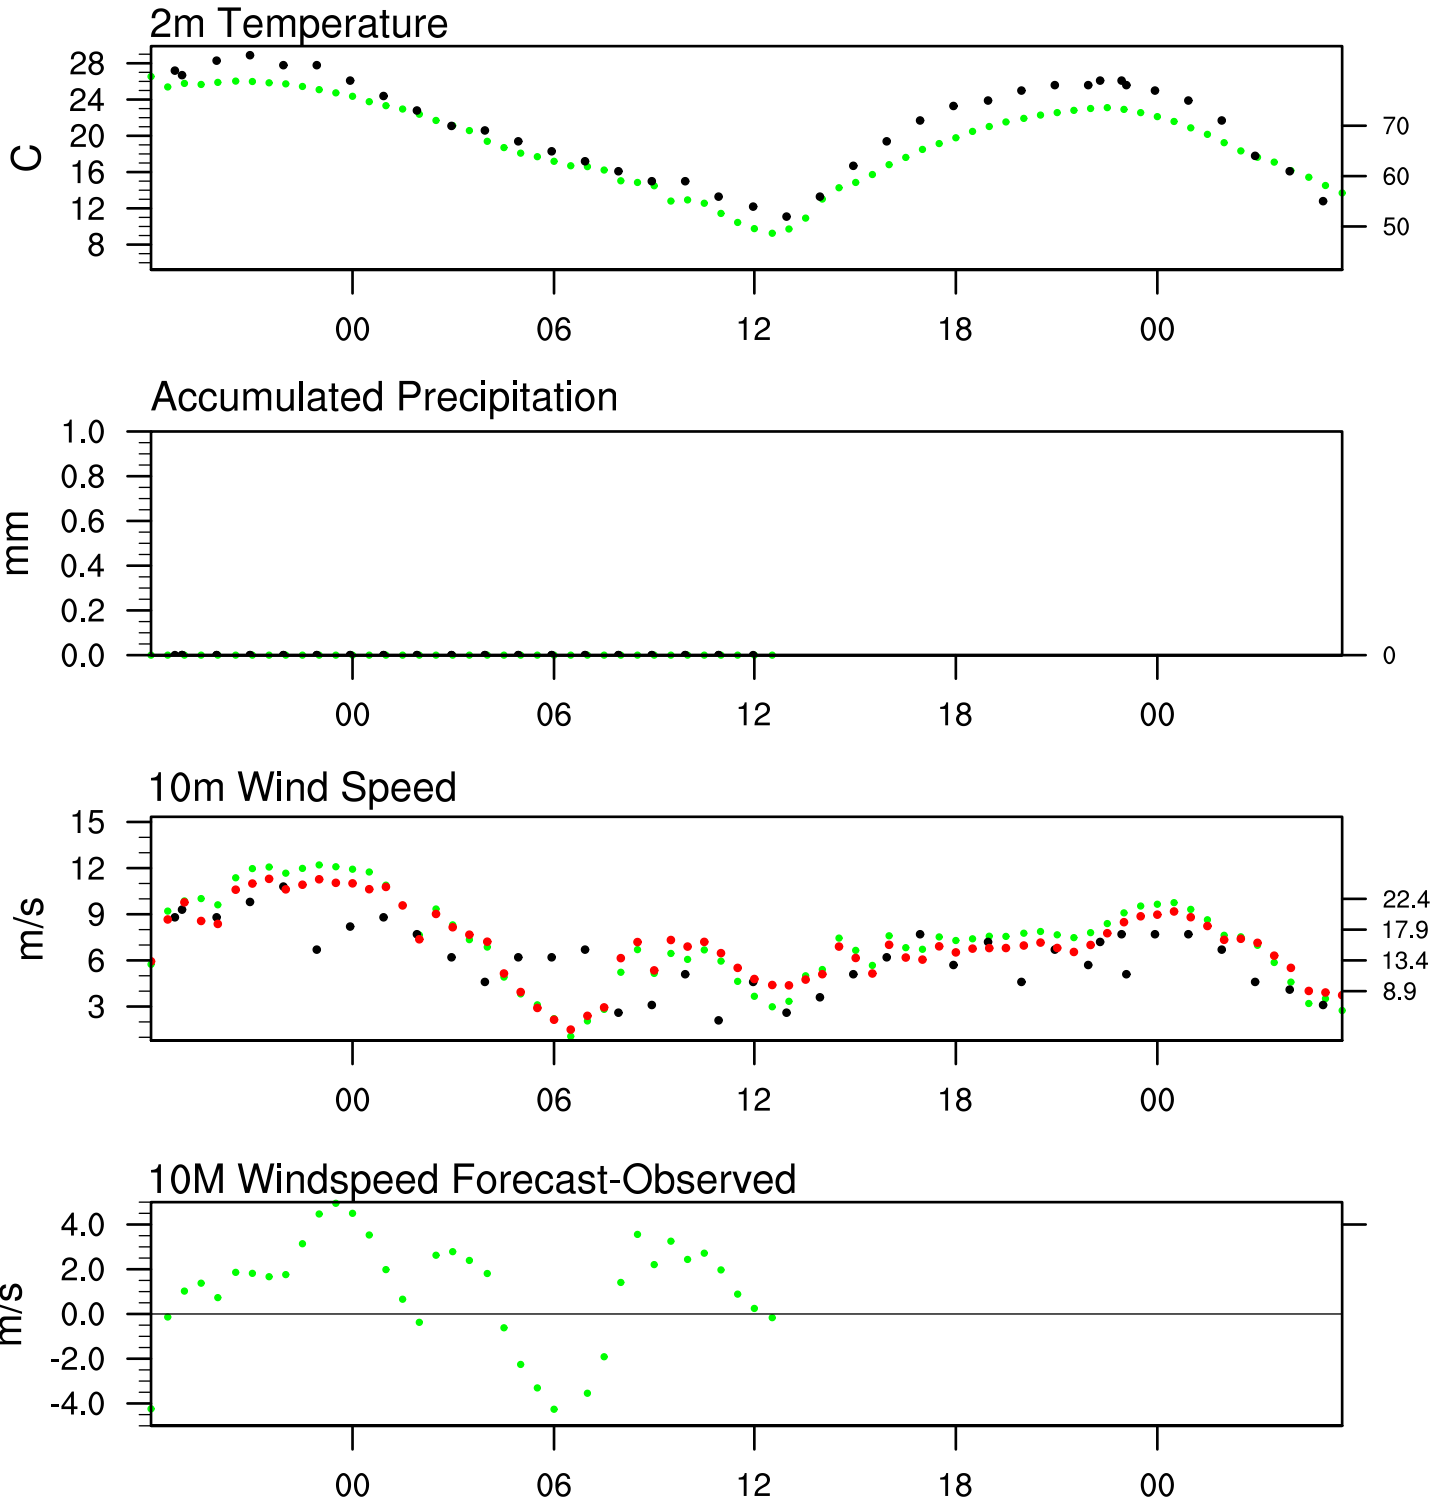 2m Temperature
28
24
20
16
12
8
C
70
60
50
00 06 12 18 00
Accumulated Precipitation
1.0
0.8
0.6
0.4
0.2
0.0
mm
0
00 06 12 18 00
10m Wind Speed
15
12
9
6
3
m/s
22.4
17.9
13.4
8.9
00 06 12 18 00
10M Windspeed Forecast-Observed
4.0
2.0
0.0
-2.0
-4.0
m/s
00 06 12 18 00